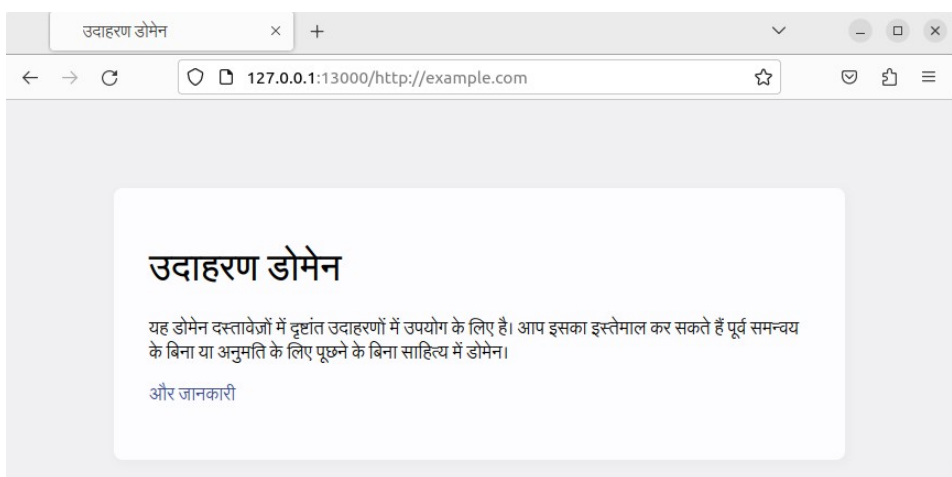 उदाहरण डोमेन
127.0.0.1:13000/http://example.com
उदाहरण डोमेन
यह डोमेन दस्तावेज़ों में दृष्टांत उदाहरणों में उपयोग के लिए है। आप इसका इस्तेमाल कर सकते हैं पूर्व समन्वय
के बिना या अनुमति के लिए पूछने के बिना साहित्य में डोमेन।
और जानकारी